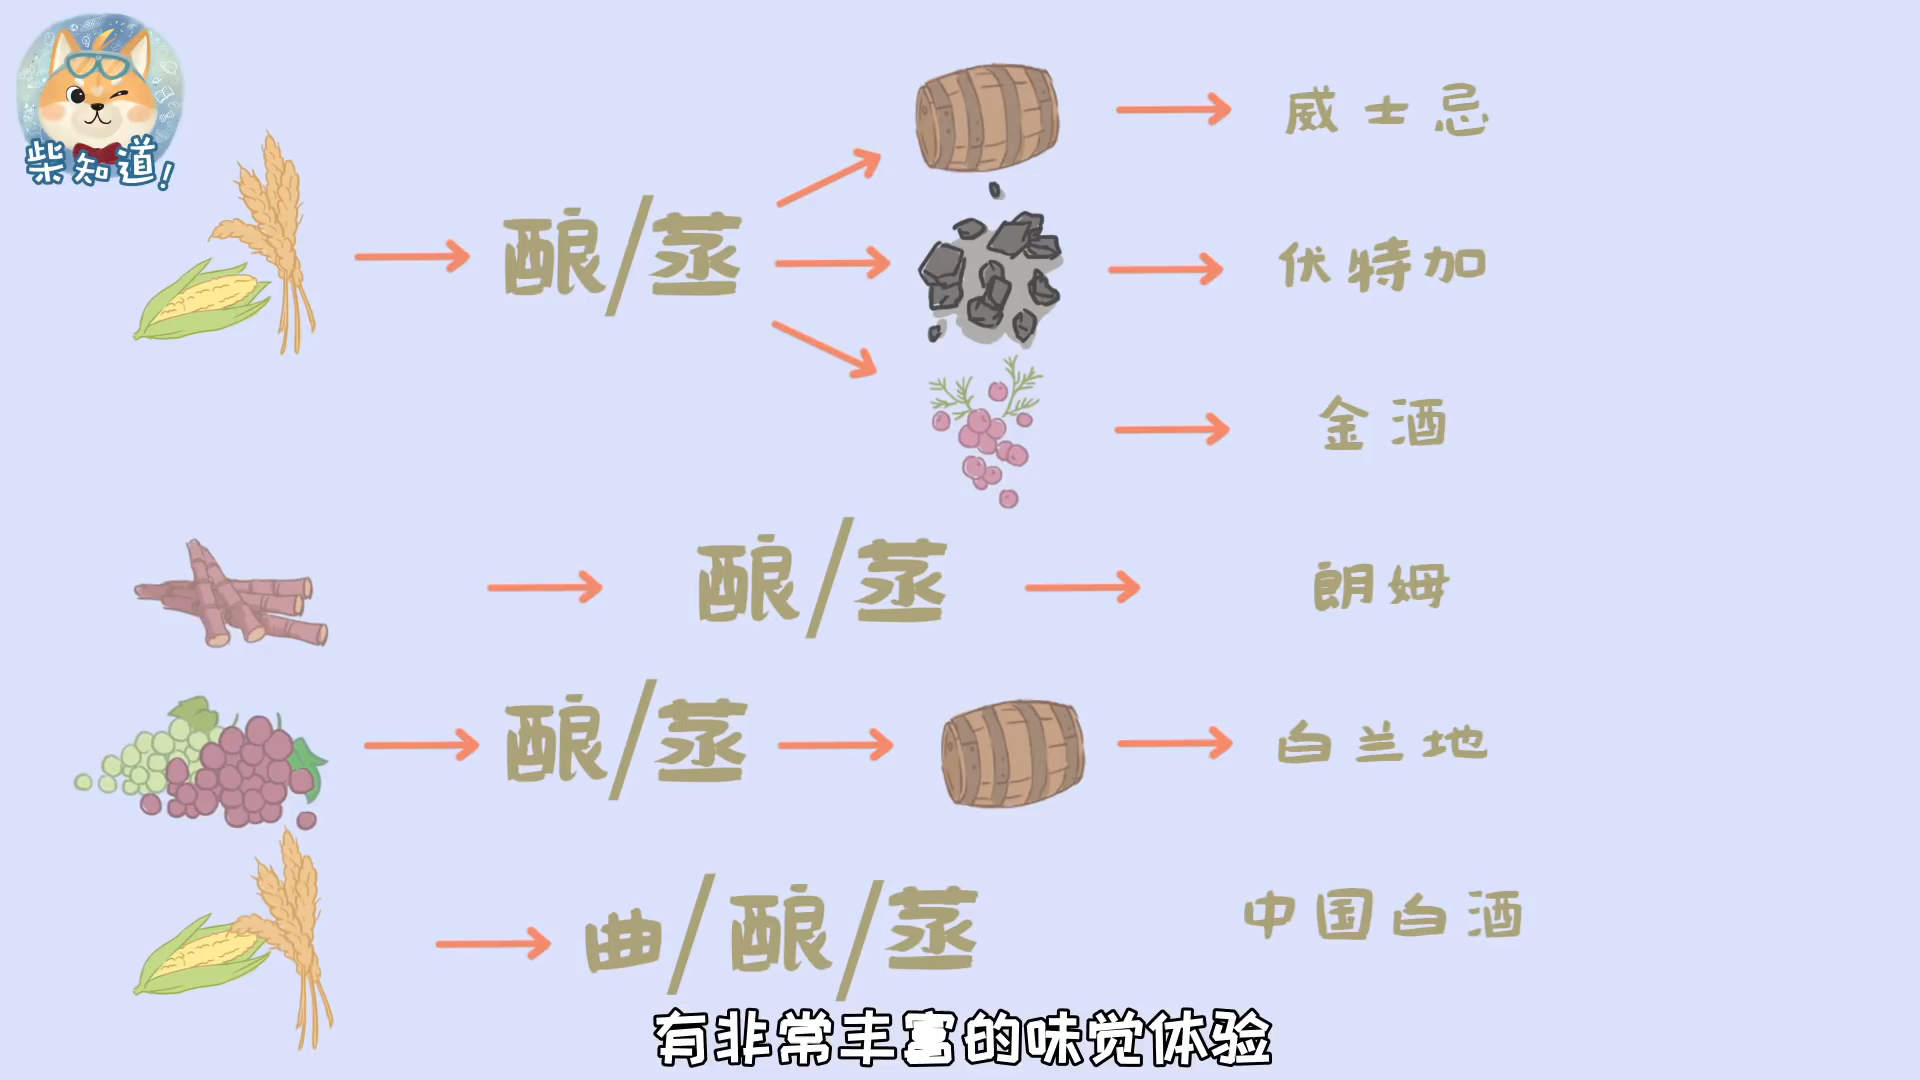 柴知道!
威士忌
酿/蒸
伏特加
金酒
酿/蒸
朗姆
酿/蒸
白兰地
曲/酿/蒸
中国白酒
有非常丰富的味觉体验